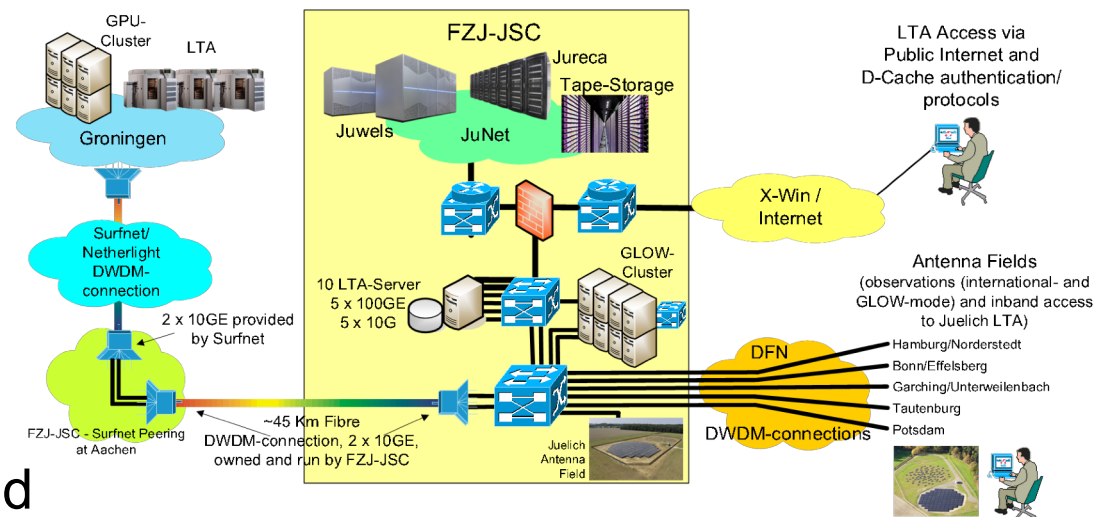 GPU-
Cluster
LTA
Groningen
Surfnet/
Netherlight
DWDM-
connection
2 x 10GE provided
by Surfnet
FZJ-JSC - Surfnet Peering
at Aachen
~45 Km Fibre
DWDM-connection, 2 x 10GE,
owned and run by FZJ-JSC
FZJ-JSC
Jureca
Tape-Storage
Juwels
JuNet
GLOW-
Cluster
10 LTA-Server
5 x 100GE
5 x 10G
Juelich
Antenna
Field
X-Win /
Internet
LTA Access via
Public Internet and
D-Cache authentication/
protocols
Antenna Fields
(observations (international- and
GLOW-mode) and inband access
to Juelich LTA)
DFN
DWDM-connections
Hamburg/Norderstedt
Bonn/Effelsberg
Garching/Unterweilenbach
Tautenburg
Potsdam
d